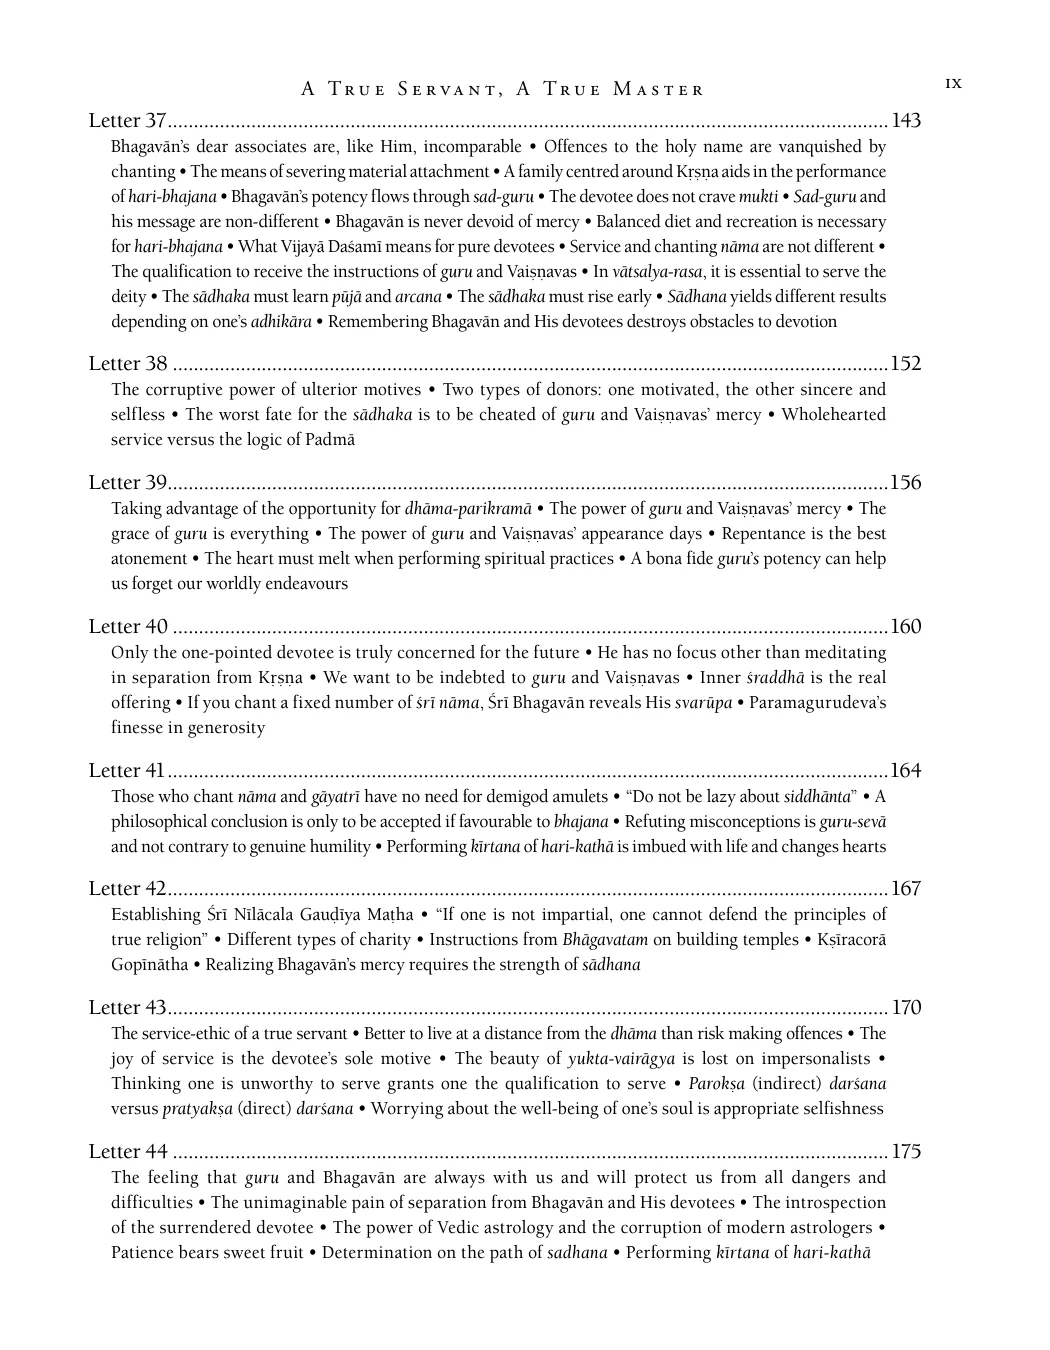 A True Servant, A True Master
ix
Letter 37................................................................................................................................................143
Bhagavān’s dear associates are, like Him, incomparable • Offences to the holy name are vanquished by
chanting • The means of severing material attachment • A family centred around Kṛṣṇa aids in the performance
of hari-bhajana • Bhagavān’s potency flows through sad-guru • The devotee does not crave mukti • Sad-guru and
his message are non-different • Bhagavān is never devoid of mercy • Balanced diet and recreation is necessary
for hari-bhajana • What Vijayā Daśamī means for pure devotees • Service and chanting nāma are not different •
The qualification to receive the instructions of guru and Vaiṣṇavas • In vātsalya-rasa, it is essential to serve the
deity • The sādhaka must learn pūjā and arcana • The sādhaka must rise early • Sādhana yields different results
depending on one’s adhikāra • Remembering Bhagavān and His devotees destroys obstacles to devotion
Letter 38 ................................................................................................................................................152
The corruptive power of ulterior motives • Two types of donors: one motivated, the other sincere and
selfless • The worst fate for the sādhaka is to be cheated of guru and Vaiṣṇavas’ mercy • Wholehearted
service versus the logic of Padmā
Letter 39................................................................................................................................................156
Taking advantage of the opportunity for dhāma-parikramā • The power of guru and Vaiṣṇavas’ mercy • The
grace of guru is everything • The power of guru and Vaiṣṇavas’ appearance days • Repentance is the best
atonement • The heart must melt when performing spiritual practices • A bona fide guru’s potency can help
us forget our worldly endeavours
Letter 40 ................................................................................................................................................160
Only the one-pointed devotee is truly concerned for the future • He has no focus other than meditating
in separation from Kṛṣṇa • We want to be indebted to guru and Vaiṣṇavas • Inner śraddhā is the real
offering • If you chant a fixed number of śrī nāma, Śrī Bhagavān reveals His svarūpa • Paramagurudeva’s
finesse in generosity
Letter 41................................................................................................................................................164
Those who chant nāma and gāyatrī have no need for demigod amulets • “Do not be lazy about siddhānta” • A
philosophical conclusion is only to be accepted if favourable to bhajana • Refuting misconceptions is guru-sevā
and not contrary to genuine humility • Performing kīrtana of hari-kathā is imbued with life and changes hearts
Letter 42................................................................................................................................................167
Establishing Śrī Nīlācala Gauḍīya Maṭha • “If one is not impartial, one cannot defend the principles of
true religion” • Different types of charity • Instructions from Bhāgavatam on building temples • Kṣīracorā
Gopīnātha • Realizing Bhagavān’s mercy requires the strength of sādhana
Letter 43................................................................................................................................................170
The service-ethic of a true servant • Better to live at a distance from the dhāma than risk making offences • The
joy of service is the devotee’s sole motive • The beauty of yukta-vairāgya is lost on impersonalists •
Thinking one is unworthy to serve grants one the qualification to serve • Parokṣa (indirect) darśana
versus pratyakṣa (direct) darśana • Worrying about the well-being of one’s soul is appropriate selfishness
Letter 44 ................................................................................................................................................175
The feeling that guru and Bhagavān are always with us and will protect us from all dangers and
difficulties • The unimaginable pain of separation from Bhagavān and His devotees • The introspection
of the surrendered devotee • The power of Vedic astrology and the corruption of modern astrologers •
Patience bears sweet fruit • Determination on the path of sadhana • Performing kīrtana of hari-kathā